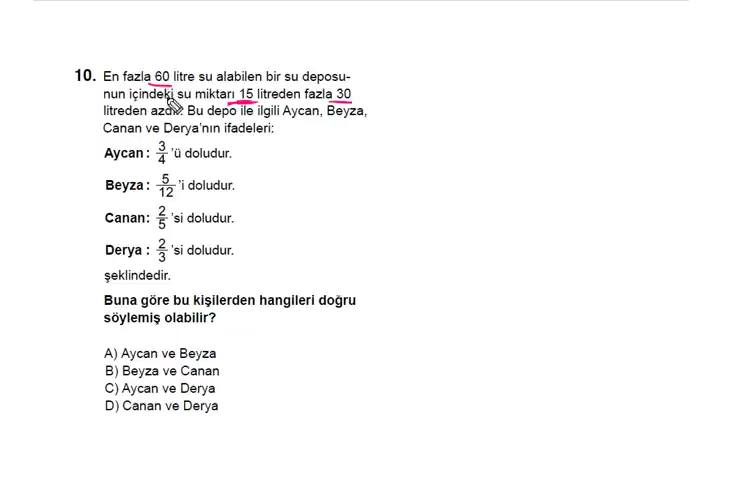 10. En fazla 60 litre su alabilen bir su deposu-
nun içindeki su miktarı 15 litreden fazla 30
litreden azdır. Bu depo ile ilgili Aycan, Beyza,
Canan ve Derya'nın ifadeleri:
Aycan : 3/4 'ü doludur.
Beyza : 5/12 'i doludur.
Canan: 2/5 'si doludur.
Derya : 2/3 'si doludur.
şeklindedir.
Buna göre bu kişilerden hangileri doğru
söylemiş olabilir?
A) Aycan ve Beyza
B) Beyza ve Canan
C) Aycan ve Derya
D) Canan ve Derya